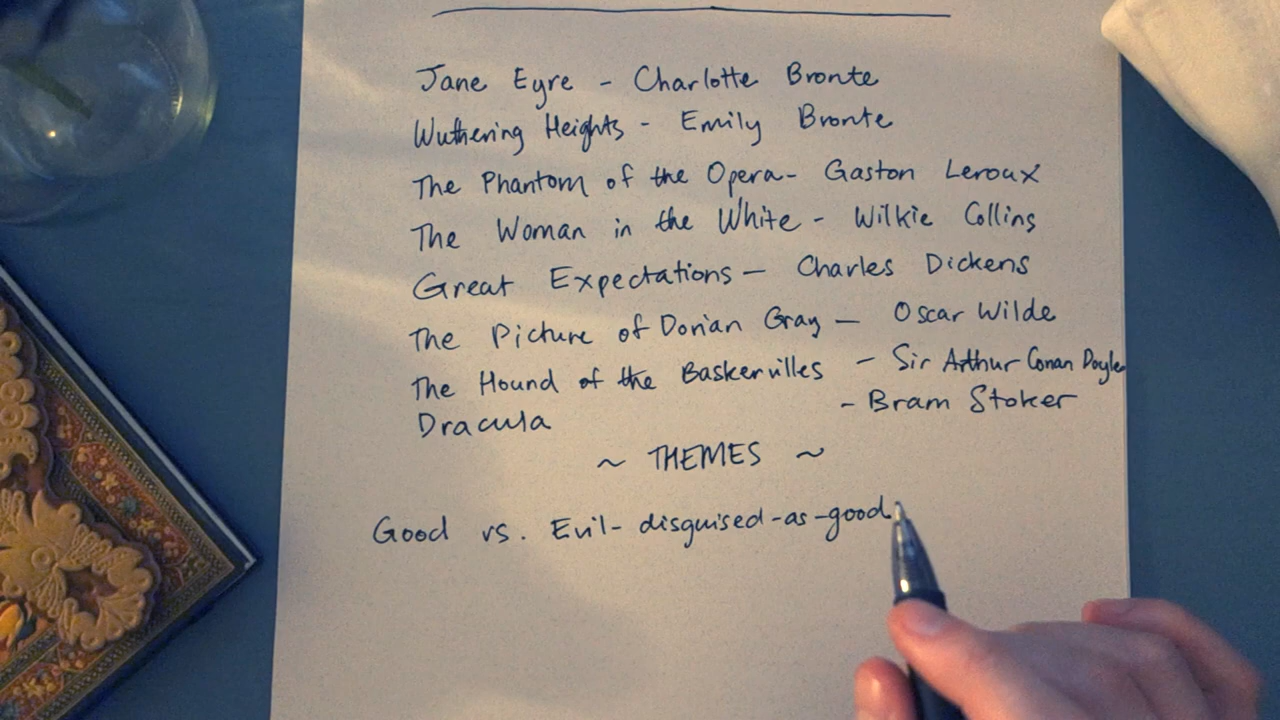 Jane Eyre - Charlotte Bronte
Wuthering Heights - Emily Bronte
The Phantom of the Opera - Gaston Leroux
The Woman in the White - Wilkie Collins
Great Expectations - Charles Dickens
The Picture of Dorian Gray - Oscar Wilde
The Hound of the Baskervilles - Sir Arthur Conan Doyle
Dracula - Bram Stoker
~ THEMES ~
Good vs. Evil-disguised-as-good